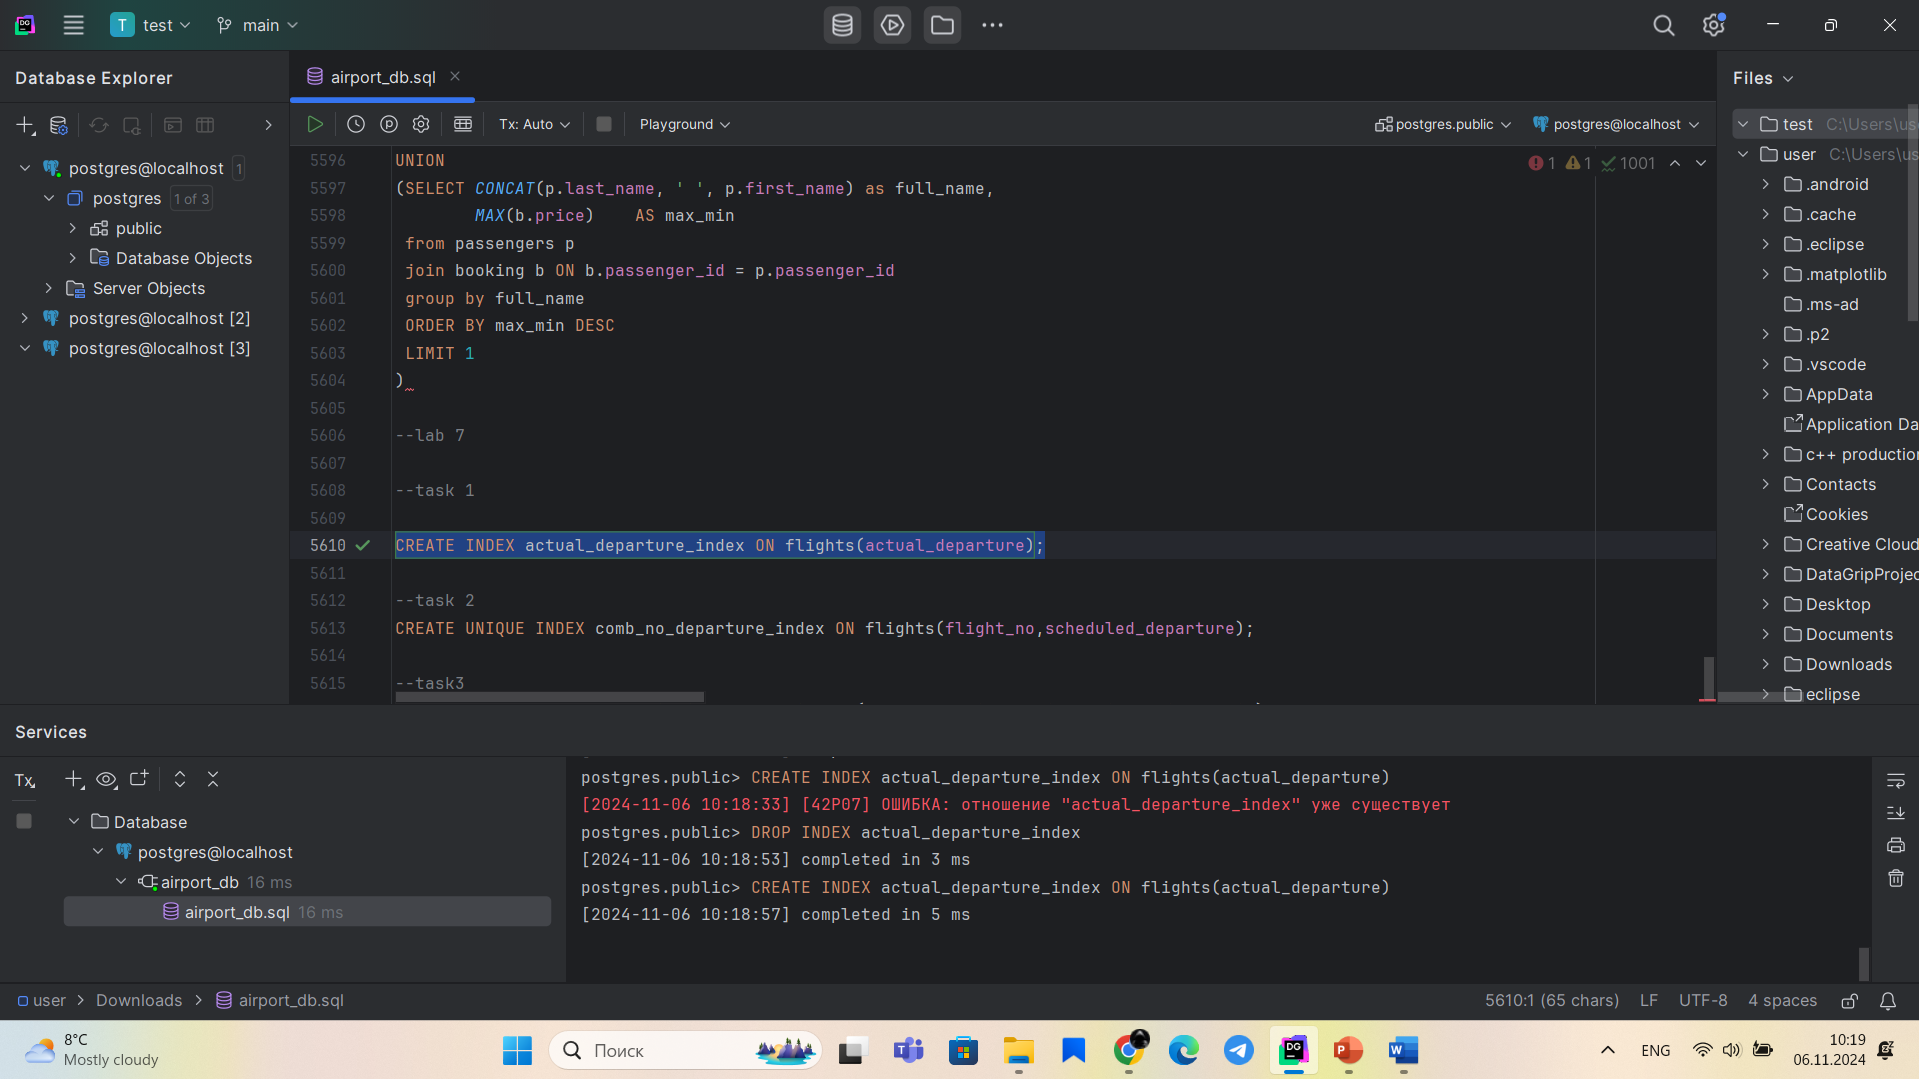 test
main
Database Explorer
airport_db.sql
Files
Tx: Auto
Playground
postgres.public
postgres@localhost
postgres@localhost 1
postgres 1 of 3
public
Database Objects
Server Objects
postgres@localhost [2]
postgres@localhost [3]
1 1 1001
5596 UNION
5597 (SELECT CONCAT(p.last_name, ' ', p.first_name) as full_name,
5598 MAX(b.price) AS max_min
5599 from passengers p
5600 join booking b ON b.passenger_id = p.passenger_id
5601 group by full_name
5602 ORDER BY max_min DESC
5603 LIMIT 1
5604 )
5605
5606 --lab 7
5607
5608 --task 1
5609
5610 CREATE INDEX actual_departure_index ON flights(actual_departure);
5611
5612 --task 2
5613 CREATE UNIQUE INDEX comb_no_departure_index ON flights(flight_no,scheduled_departure);
5614
5615 --task3
test C:\Users\us
user C:\Users\us
.android
.cache
.eclipse
.matplotlib
.ms-ad
.p2
.vscode
AppData
Application Da
c++ production
Contacts
Cookies
Creative Cloud
DataGripProjec
Desktop
Documents
Downloads
eclipse
Services
Tx
Database
postgres@localhost
airport_db 16 ms
airport_db.sql 16 ms
postgres.public> CREATE INDEX actual_departure_index ON flights(actual_departure)
[2024-11-06 10:18:33] [42P07] ОШИБКА: отношение "actual_departure_index" уже существует
postgres.public> DROP INDEX actual_departure_index
[2024-11-06 10:18:53] completed in 3 ms
postgres.public> CREATE INDEX actual_departure_index ON flights(actual_departure)
[2024-11-06 10:18:57] completed in 5 ms
user > Downloads > airport_db.sql
5610:1 (65 chars) LF UTF-8 4 spaces
8°C
Mostly cloudy
Поиск
ENG
10:19
06.11.2024